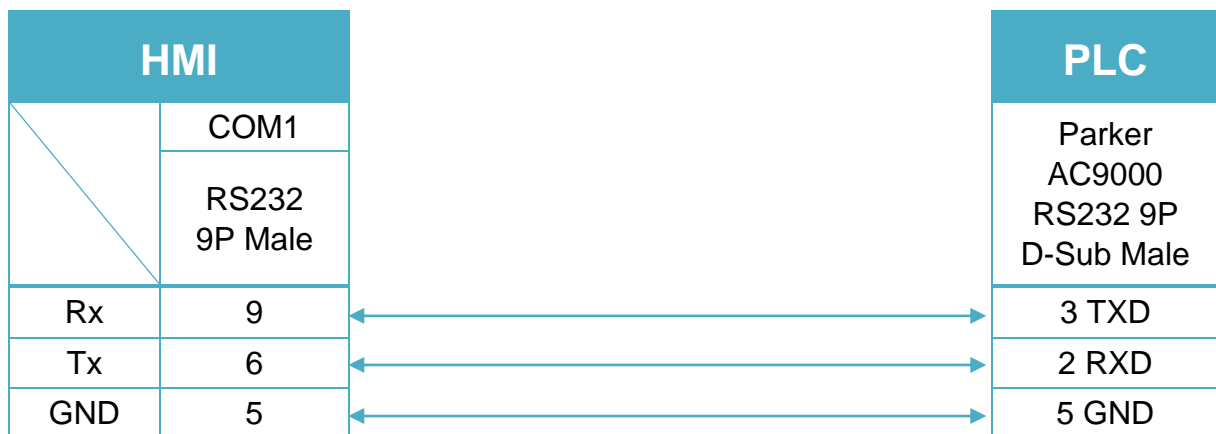 HMI
PLC
COM1
RS232
9P Male
Parker
AC9000
RS232 9P
D-Sub Male
Rx 9 3 TXD
Tx 6 2 RXD
GND 5 5 GND